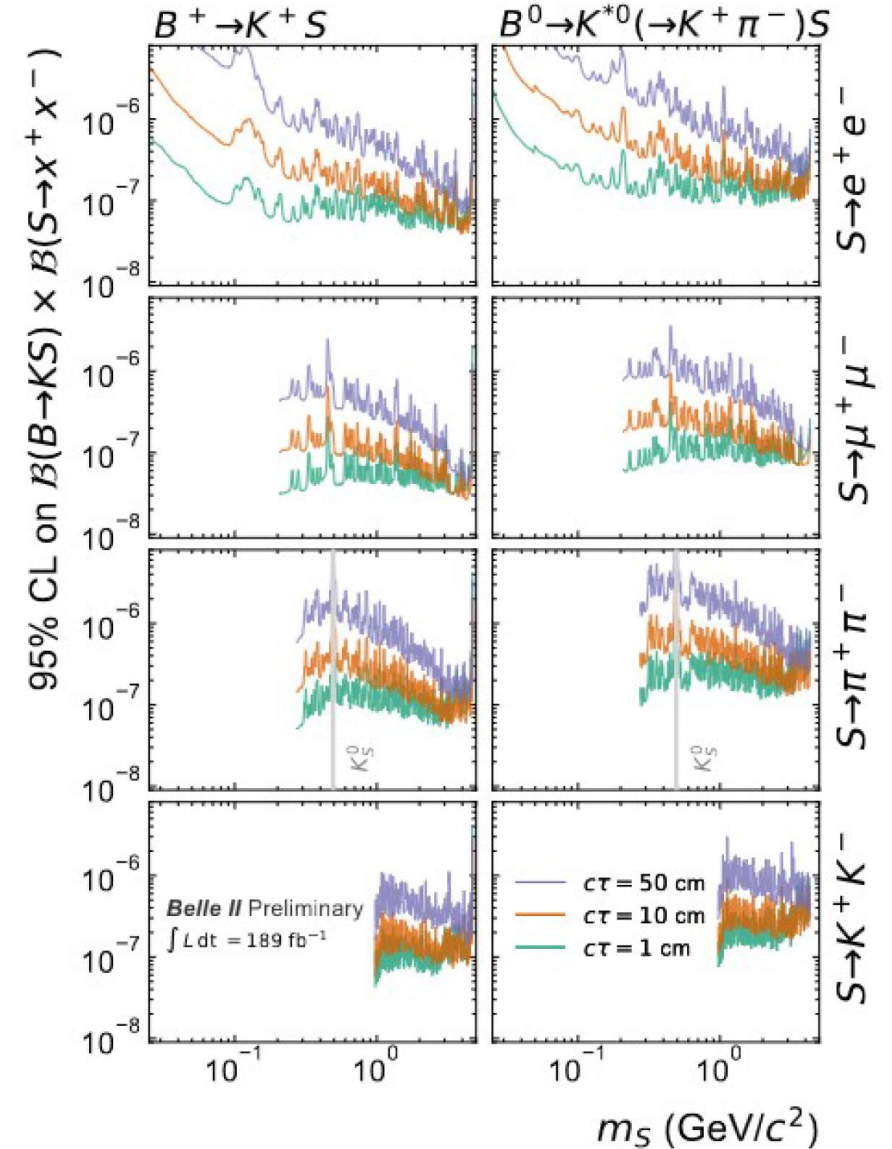 B⁺→K⁺S
B⁰→K*⁰(→K⁺π⁻)S
95% CL on ℬ(B→KS) × ℬ(S→x⁺x⁻)
10⁻⁶
10⁻⁷
10⁻⁸
S→e⁺e⁻
10⁻⁶
10⁻⁷
10⁻⁸
S→μ⁺μ⁻
10⁻⁶
10⁻⁷
10⁻⁸
K⁰_S
K⁰_S
S→π⁺π⁻
10⁻⁶
10⁻⁷
10⁻⁸
Belle II Preliminary
∫L dt = 189 fb⁻¹
cτ = 50 cm
cτ = 10 cm
cτ = 1 cm
S→K⁺K⁻
10⁻¹ 10⁰ 10⁻¹ 10⁰
m_S (GeV/c²)